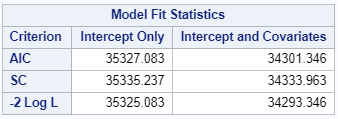 Model Fit Statistics
Criterion Intercept Only Intercept and Covariates
AIC 35327.083 34301.346
SC 35335.237 34333.963
-2 Log L 35325.083 34293.346